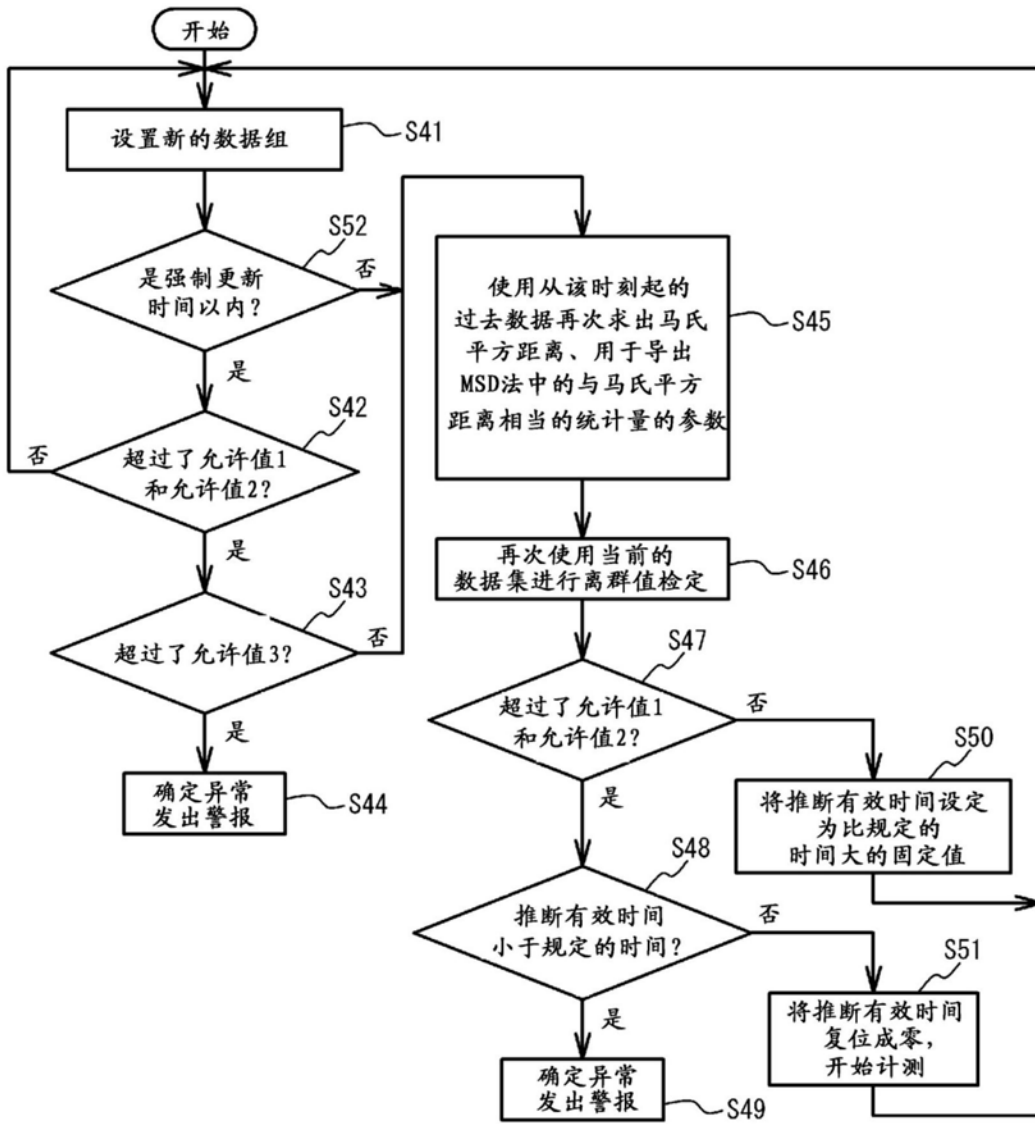 开始
设置新的数据组
S41
S52
是强制更新
时间以内？
否
是
S42
否
超过了允许值1
和允许值2？
是
S43
超过了允许值3？
否
是
确定异常
发出警报
S44
使用从该时刻起的
过去数据再次求出马氏
平方距离、用于导出
MSD法中的与马氏平方
距离相当的统计量的参数
S45
再次使用当前的
数据集进行离群值检定
S46
S47
超过了允许值1
和允许值2？
否
是
S50
将推断有效时间设定
为比规定的
时间大的固定值
S48
推断有效时间
小于规定的时间？
否
是
S51
将推断有效时间
复位成零，
开始计测
确定异常
发出警报
S49